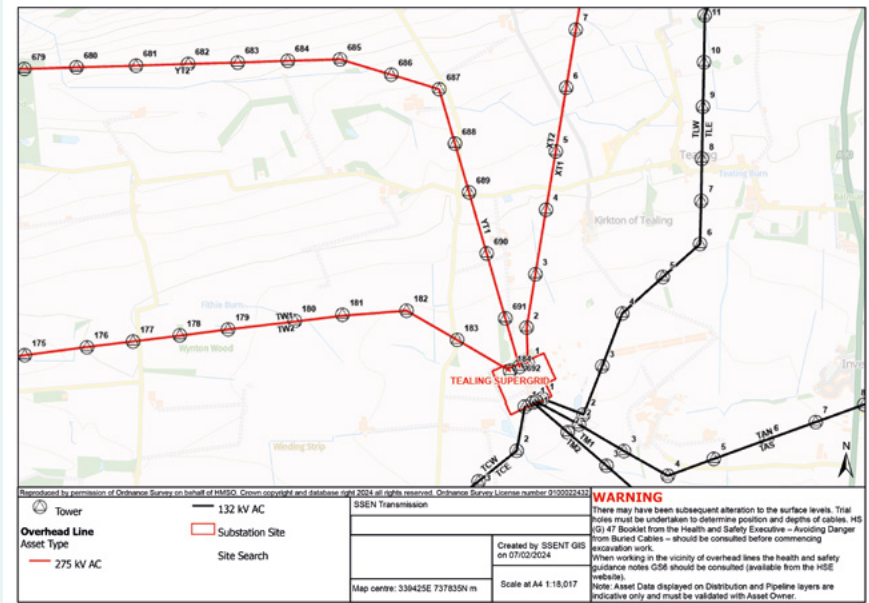 679
680
681
682
683
684
685
686
687
YT2
688
689
YT1
690
691
7
6
XT2
XT1
5
4
3
2
1
11
10
9
TLW
TLE
8
7
6
5
4
3
2
Tealing Burn
Kirkton of Tealing
Fithie Burn
Wynton Wood
175
176
177
178
179
TW1
TW2
180
181
182
183
184
692
TEALING SUPERGRID
1
2
Winding Strip
TCW
TCE
2
TM1
TM2
3
3
4
5
TAN
TAS
6
7
8
Inve
N
Reproduced by permission of Ordnance Survey on behalf of HMSO. Crown copyright and database right 2024 all rights reserved. Ordnance Survey License number 0100022432
Tower
Overhead Line
Asset Type
275 kV AC
132 kV AC
Substation Site
Site Search
SSEN Transmission
Created by SSENT GIS
on 07/02/2024
Map centre: 339425E 737835N m
Scale at A4 1:18,017
WARNING
There may have been subsequent alteration to the surface levels. Trial
holes must be undertaken to determine position and depths of cables. HS
(G) 47 Booklet from the Health and Safety Executive – Avoiding Danger
from Buried Cables – should be consulted before commencing
excavation work.
When working in the vicinity of overhead lines the health and safety
guidance notes GS6 should be consulted (available from the HSE
website).
Note: Asset Data displayed on Distribution and Pipeline layers are
indicative only and must be validated with Asset Owner.